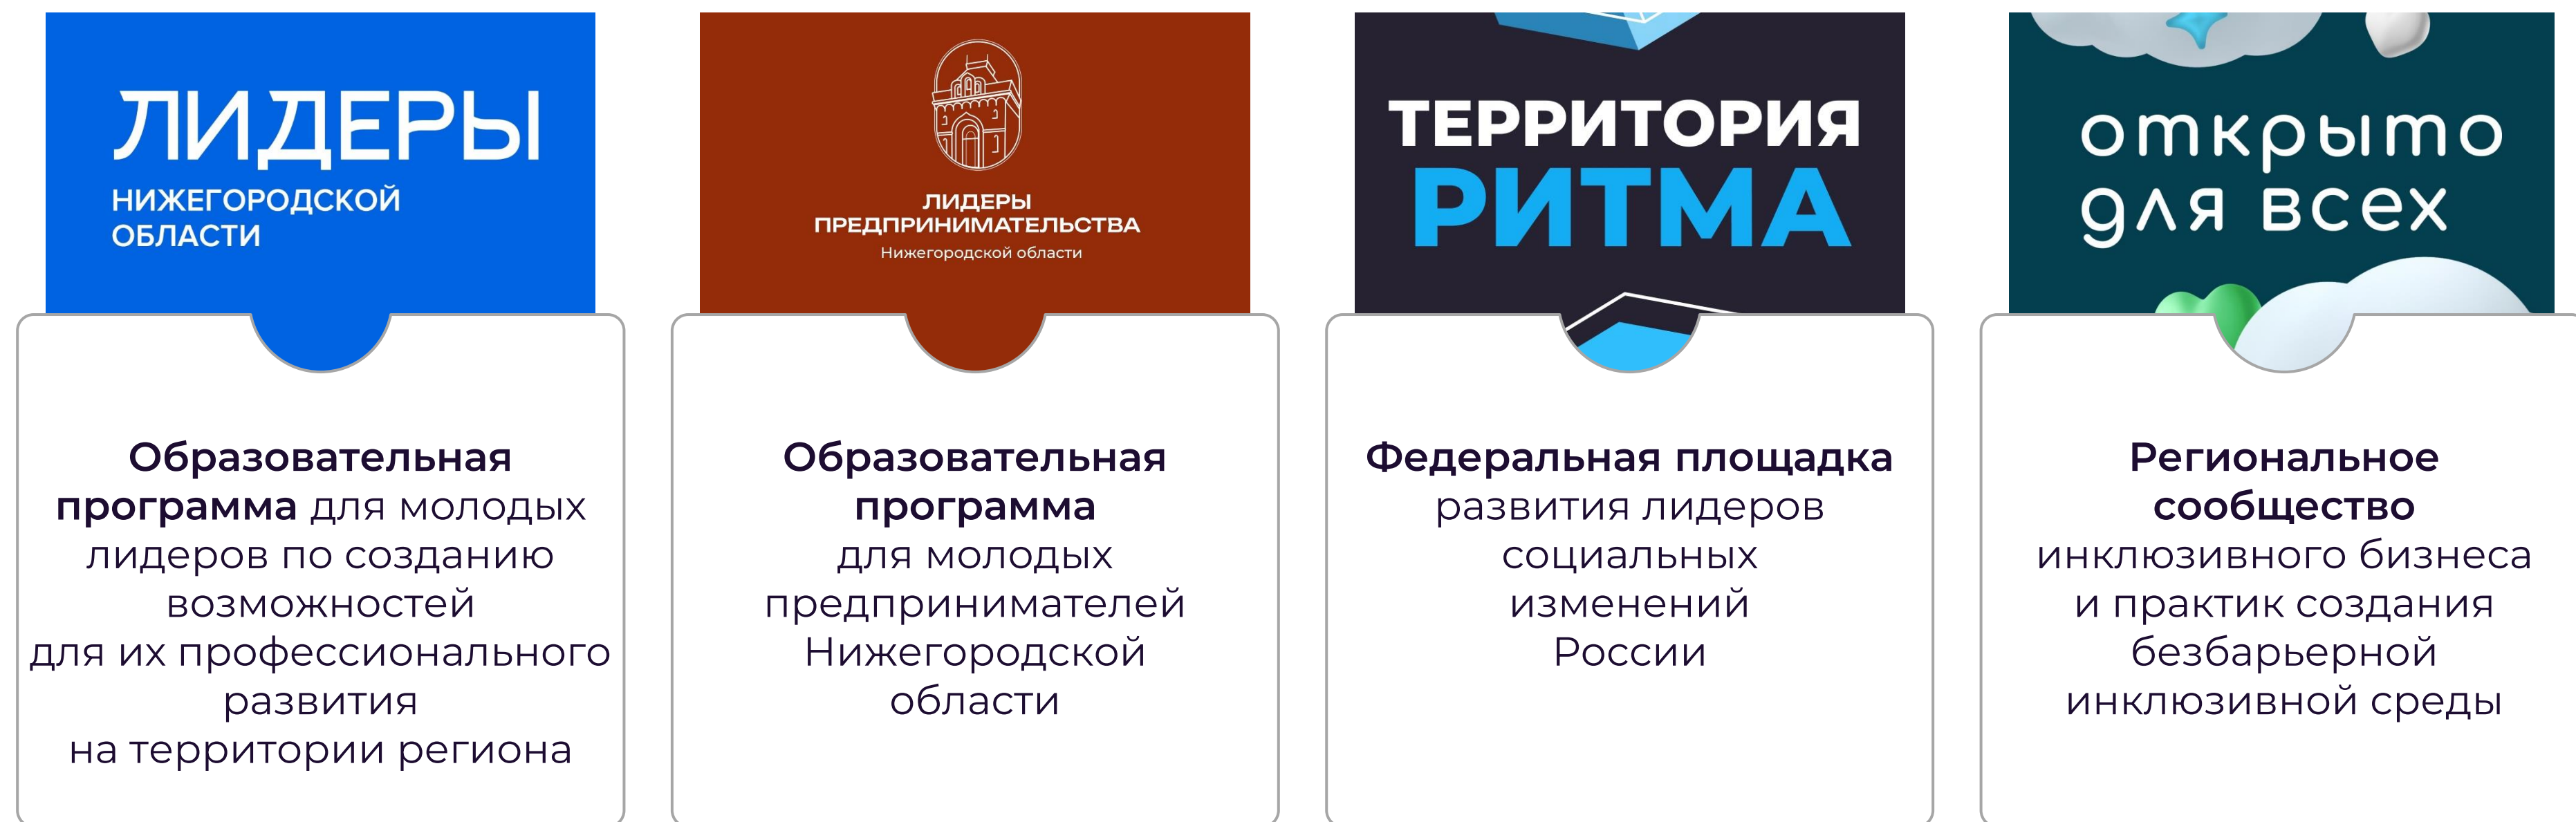 ЛИДЕРЫ
НИЖЕГОРОДСКОЙ
ОБЛАСТИ
Образовательная
программа для молодых
лидеров по созданию
возможностей
для их профессионального
развития
на территории региона
ЛИДЕРЫ
ПРЕДПРИНИМАТЕЛЬСТВА
Нижегородской области
Образовательная
программа
для молодых
предпринимателей
Нижегородской
области
ТЕРРИТОРИЯ
РИТМА
Федеральная площадка
развития лидеров
социальных
изменений
России
открыто
для всех
Региональное
сообщество
инклюзивного бизнеса
и практик создания
безбарьерной
инклюзивной среды